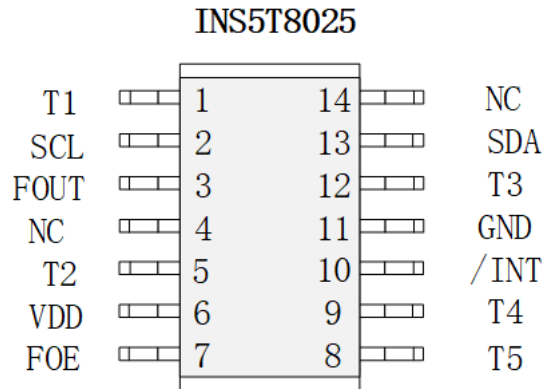 INS5T8025
T1 1 14 NC
SCL 2 13 SDA
FOUT 3 12 T3
NC 4 11 GND
T2 5 10 /INT
VDD 6 9 T4
FOE 7 8 T5